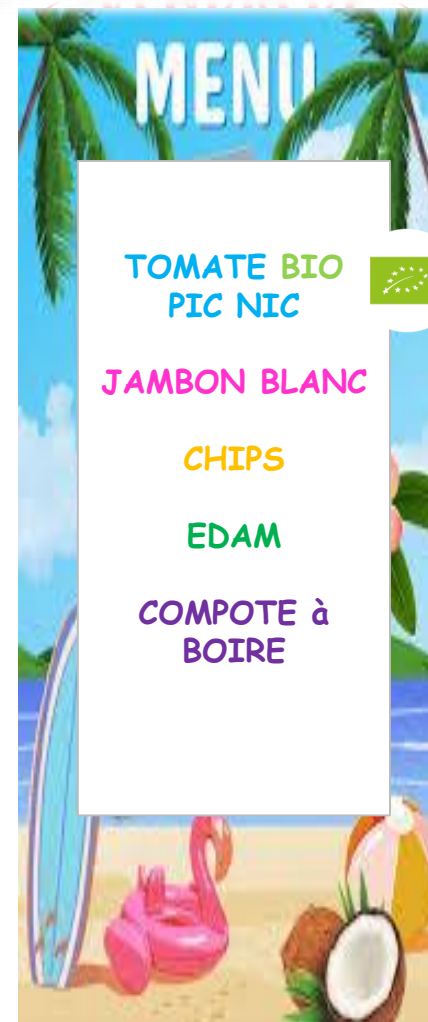 MENU
TOMATE BIO
PIC NIC
JAMBON BLANC
CHIPS
EDAM
COMPOTE à
BOIRE